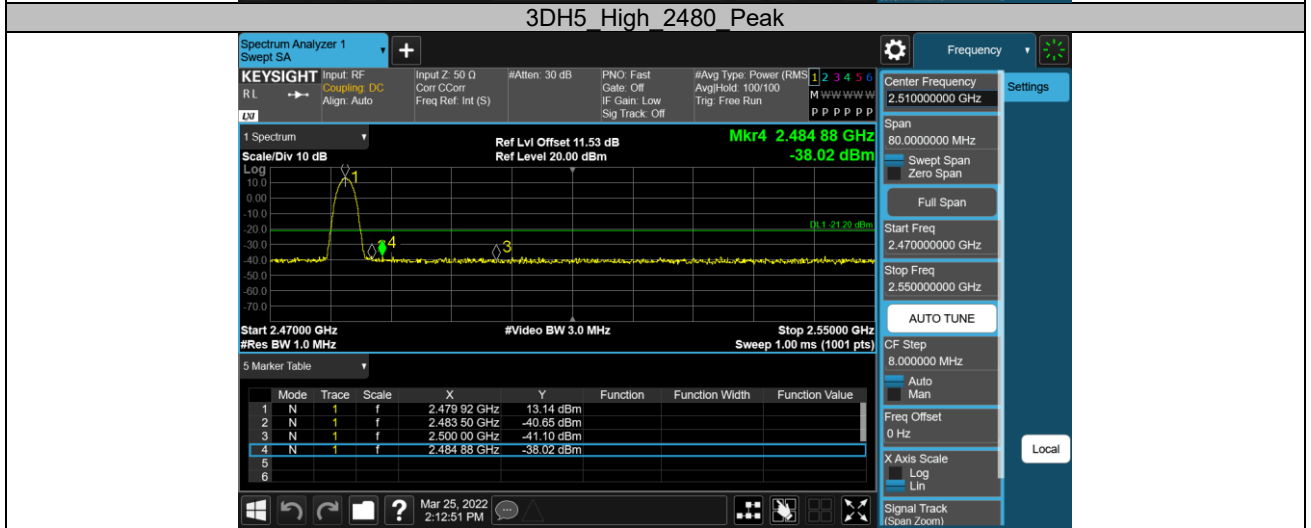 3DH5_High_2480_Peak
Spectrum Analyzer 1
Swept SA
+
Frequency
KEYSIGHT
RL
LXI
Input: RF
Coupling: DC
Align: Auto
Input Z: 50 Ω
Corr CCorr
Freq Ref: Int (S)
#Atten: 30 dB
PNO: Fast
Gate: Off
IF Gain: Low
Sig Track: Off
#Avg Type: Power (RMS
Avg|Hold: 100/100
Trig: Free Run
1 2 3 4 5 6
M W W W W W
P P P P P P
Center Frequency
2.510000000 GHz
Settings
1 Spectrum
Scale/Div 10 dB
Ref Lvl Offset 11.53 dB
Ref Level 20.00 dBm
Mkr4 2.484 88 GHz
-38.02 dBm
Span
80.0000000 MHz
Swept Span
Zero Span
Full Span
Start Freq
2.470000000 GHz
Stop Freq
2.550000000 GHz
AUTO TUNE
CF Step
8.000000 MHz
Auto
Man
Freq Offset
0 Hz
X Axis Scale
Log
Lin
Signal Track
(Span Zoom)
Local
Log
10.0
0.00
-10.0
-20.0
-30.0
-40.0
-50.0
-60.0
-70.0
1
4
3
DL1 -21.20 dBm
Start 2.47000 GHz
#Res BW 1.0 MHz
#Video BW 3.0 MHz
Stop 2.55000 GHz
Sweep 1.00 ms (1001 pts)
5 Marker Table
Mode Trace Scale X Y Function Function Width Function Value
1 N 1 f 2.479 92 GHz 13.14 dBm
2 N 1 f 2.483 50 GHz -40.65 dBm
3 N 1 f 2.500 00 GHz -41.10 dBm
4 N 1 f 2.484 88 GHz -38.02 dBm
5
6
?
Mar 25, 2022
2:12:51 PM